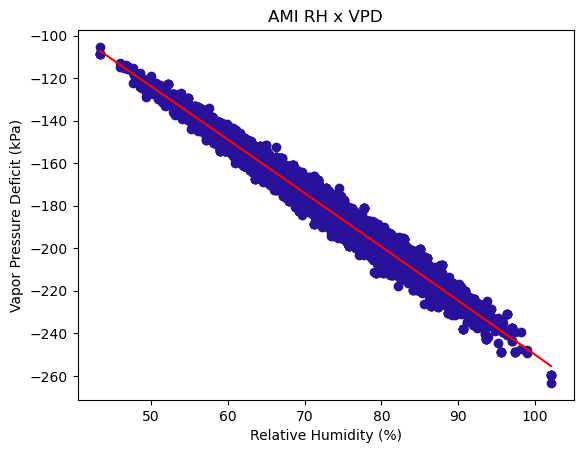 AMI RH x VPD
−100
−120
−140
−160
−180
−200
−220
−240
−260
Vapor Pressure Deficit (kPa)
50 60 70 80 90 100
Relative Humidity (%)